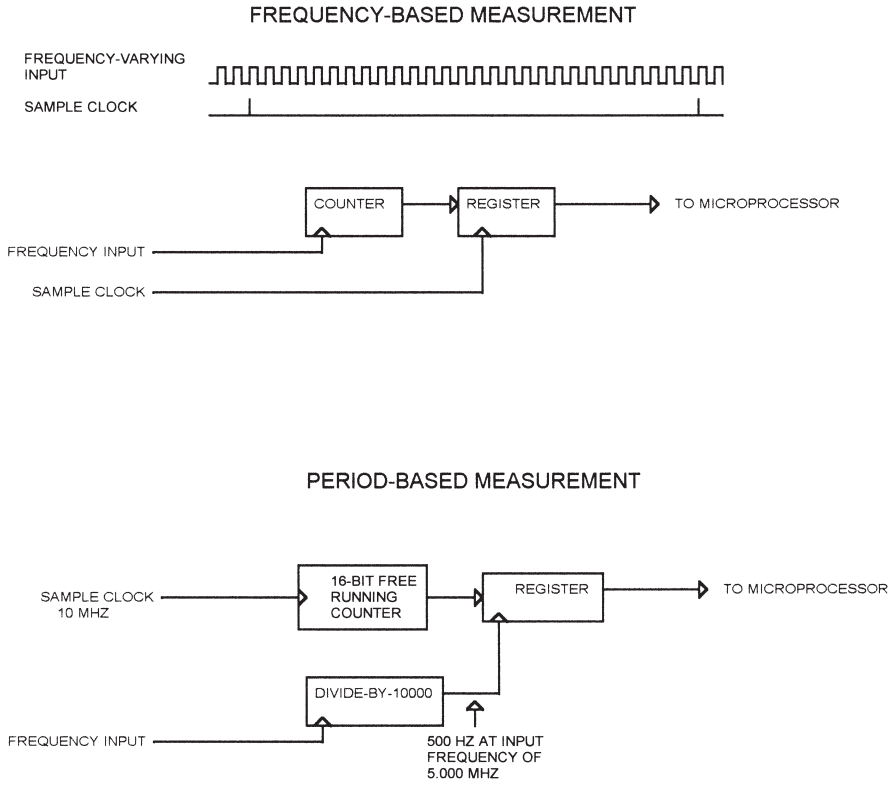 FREQUENCY-BASED MEASUREMENT
FREQUENCY-VARYING
INPUT
SAMPLE CLOCK
COUNTER
REGISTER
TO MICROPROCESSOR
FREQUENCY INPUT
SAMPLE CLOCK
PERIOD-BASED MEASUREMENT
SAMPLE CLOCK
10 MHZ
16-BIT FREE
RUNNING
COUNTER
REGISTER
TO MICROPROCESSOR
DIVIDE-BY-10000
FREQUENCY INPUT
500 HZ AT INPUT
FREQUENCY OF
5.000 MHZ